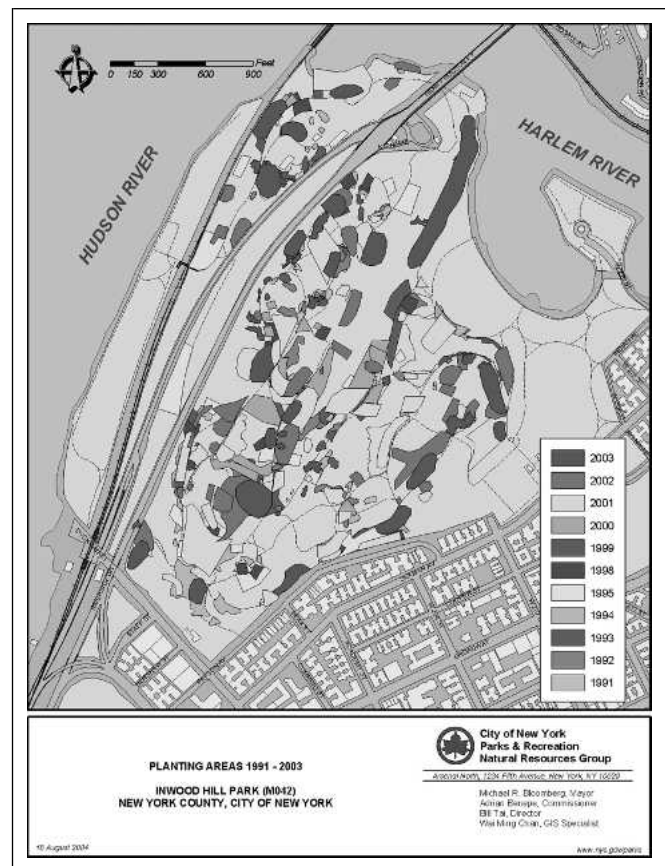 Feet
0 150 300 600 900
HUDSON RIVER
HARLEM RIVER
2003
2002
2001
2000
1999
1998
1995
1994
1993
1992
1991
PLANTING AREAS 1991 - 2003
INWOOD HILL PARK (M042)
NEW YORK COUNTY, CITY OF NEW YORK
16 August 2004
City of New York
Parks & Recreation
Natural Resources Group
Arsenal North, 1234 Fifth Avenue, New York, NY 10029
Michael R. Bloomberg, Mayor
Adrian Benepe, Commissioner
Bill Tai, Director
Wai Ming Chan, GIS Specialist
www.nyc.gov/parks